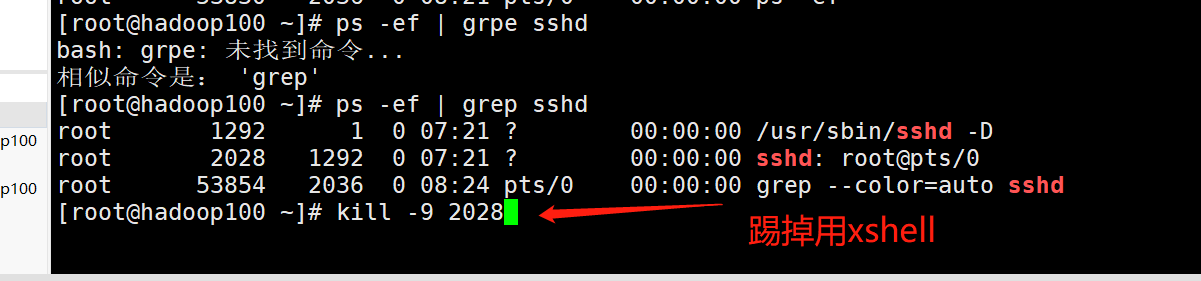 [root@hadoop100 ~]# ps -ef | grpe sshd
bash: grpe: 未找到命令...
相似命令是： 'grep'
[root@hadoop100 ~]# ps -ef | grep sshd
root 1292 1 0 07:21 ? 00:00:00 /usr/sbin/sshd -D
p100
root 2028 1292 0 07:21 ? 00:00:00 sshd: root@pts/0
p100
root 53854 2036 0 08:24 pts/0 00:00:00 grep --color=auto sshd
[root@hadoop100 ~]# kill -9 2028
踢掉用xshell